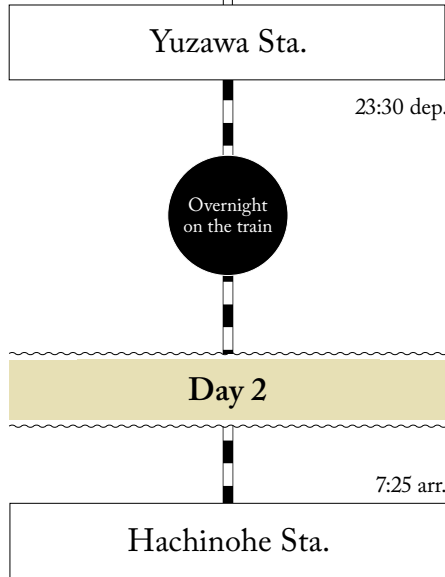 Yuzawa Sta.
23:30 dep.
Overnight
on the train
Day 2
7:25 arr.
Hachinohe Sta.